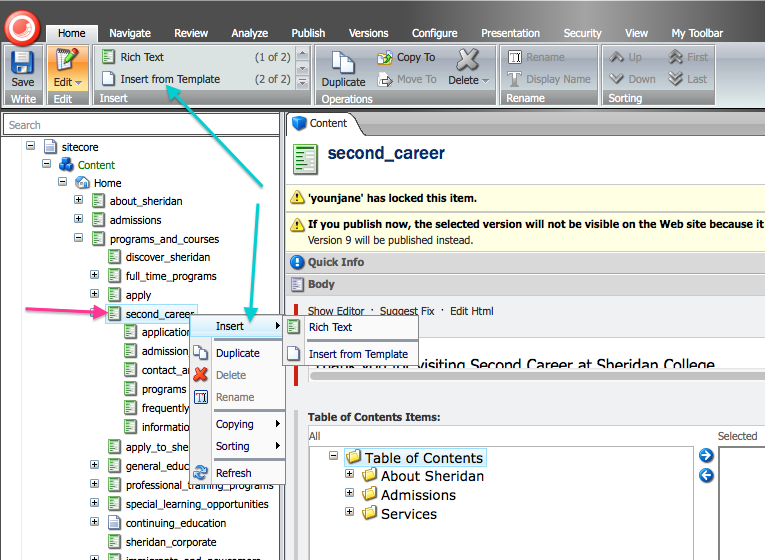 Home Navigate Review Analyze Publish Versions Configure Presentation Security View My Toolbar
Save
Write
Edit
Edit
Rich Text (1 of 2)
Insert from Template (2 of 2)
Insert
Duplicate
Copy To
Move To
Delete
Operations
Rename
Display Name
Rename
Up First
Down Last
Sorting
Search
sitecore
Content
Home
about_sheridan
admissions
programs_and_courses
discover_sheridan
full_time_programs
apply
second_career
application
admission
contact_a
programs
frequently
informatio
apply_to_she
general_educ
professional_training_programs
special_learning_opportunities
continuing_education
sheridan_corporate
Insert
Duplicate
Delete
Rename
Copying
Sorting
Refresh
Rich Text
Insert from Template
Content
second_career
'younjane' has locked this item.
If you publish now, the selected version will not be visible on the Web site because it
Version 9 will be published instead.
Quick Info
Body
Show Editor · Suggest Fix · Edit Html
for visiting Second Career at Sheridan College
Table of Contents Items:
All
Selected
Table of Contents
About Sheridan
Admissions
Services